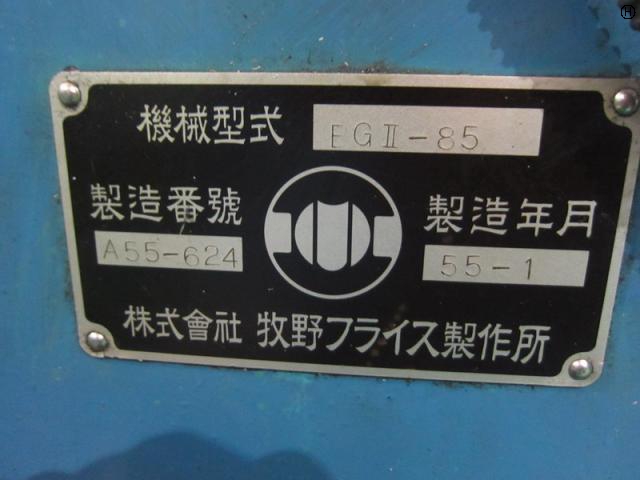 機械型式 EGⅡ-85
製造番號 製造年月
A55-624 55-1
株式會社 牧野フライス製作所